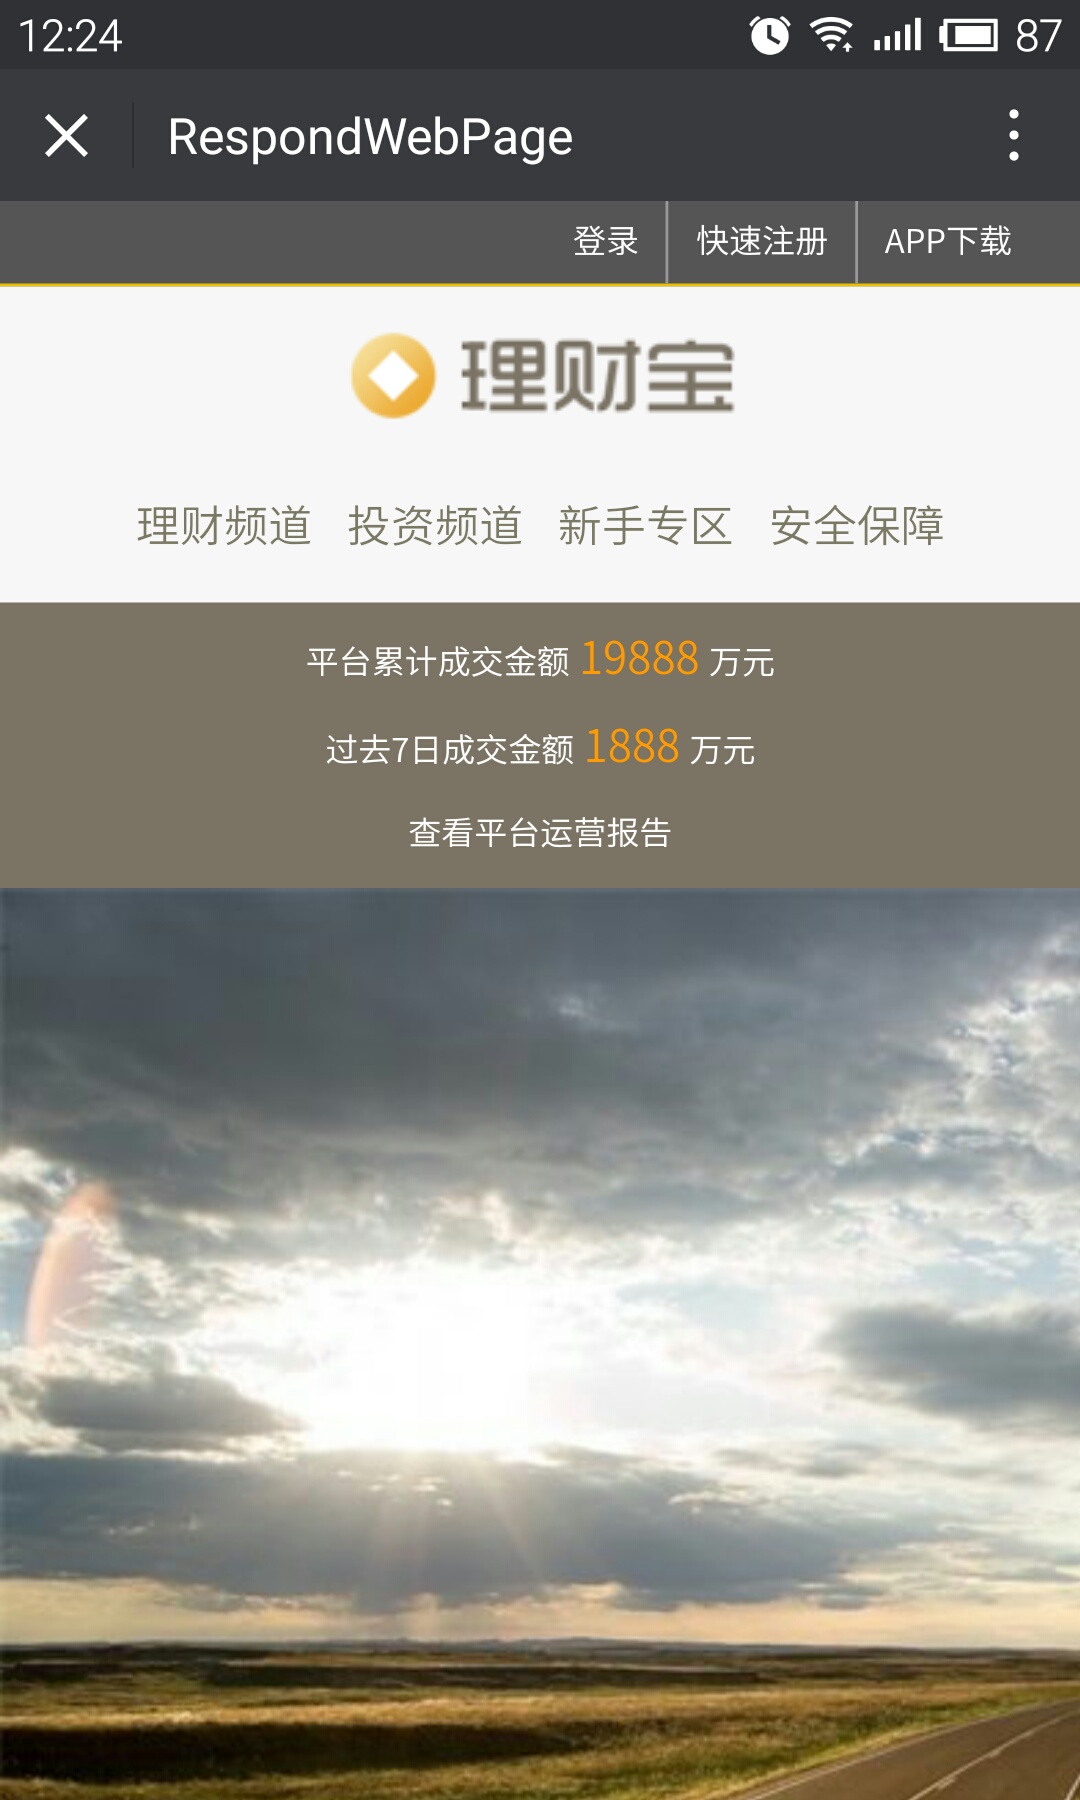 12:24
87
RespondWebPage
登录
快速注册
APP下载
理财宝
理财频道 投资频道 新手专区 安全保障
平台累计成交金额 19888 万元
过去7日成交金额 1888 万元
查看平台运营报告